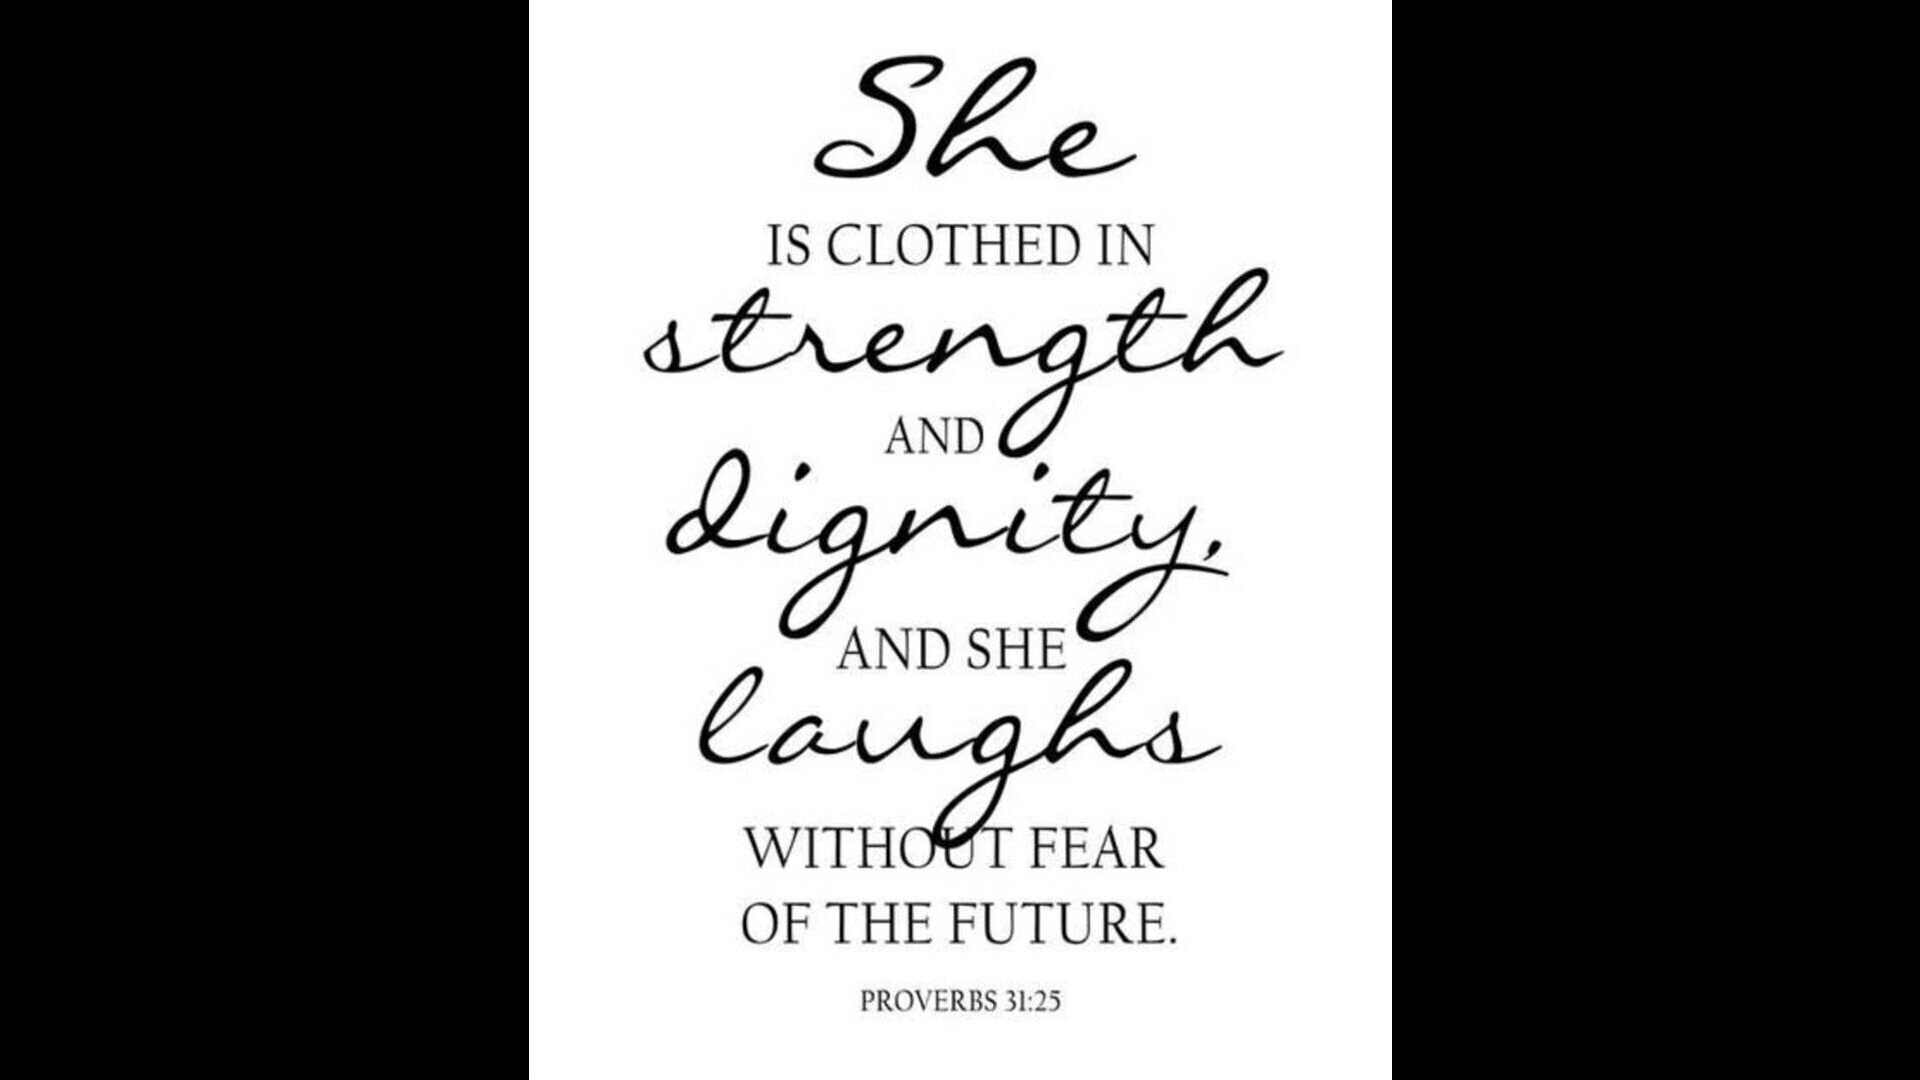 She
IS CLOTHED IN
strength
AND
dignity,
AND SHE
laughs
WITHOUT FEAR
OF THE FUTURE.
PROVERBS 31:25